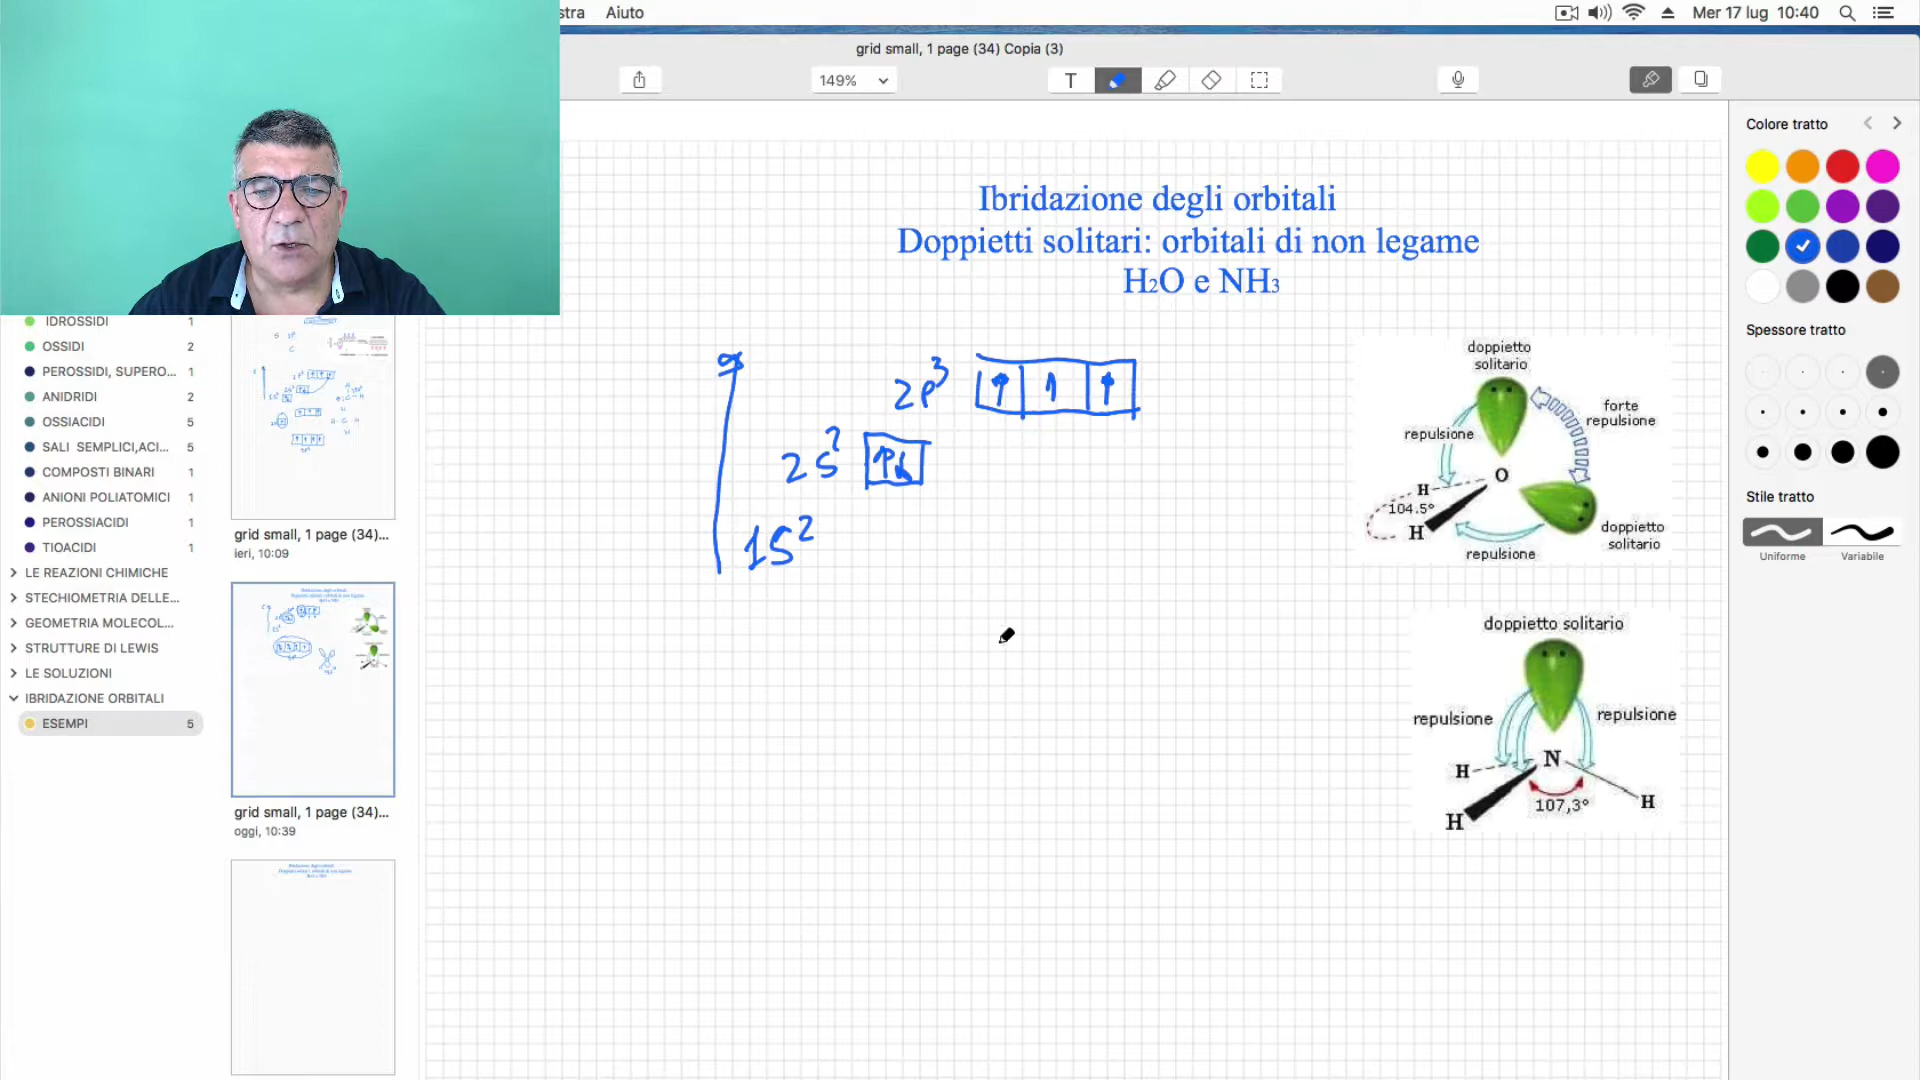 stra Aiuto
Mer 17 lug 10:40
grid small, 1 page (34) Copia (3)
149%
T
Colore tratto
Spessore tratto
Stile tratto
Uniforme
Variabile
IDROSSIDI 1
OSSIDI 2
PEROSSIDI, SUPERO... 1
ANIDRIDI 2
OSSIACIDI 5
SALI SEMPLICI,ACI... 5
COMPOSTI BINARI 1
ANIONI POLIATOMICI 1
PEROSSIACIDI 1
TIOACIDI 1
LE REAZIONI CHIMICHE
STECHIOMETRIA DELLE...
GEOMETRIA MOLECOL...
STRUTTURE DI LEWIS
LE SOLUZIONI
IBRIDAZIONE ORBITALI
ESEMPI 5
grid small, 1 page (34)...
ieri, 10:09
grid small, 1 page (34)...
oggi, 10:39
Ibridazione degli orbitali
Doppietti solitari: orbitali di non legame
H₂O e NH₃
2p³ ↑ ↑ ↑
2s² ↑↓
1s²
doppietto
solitario
forte
repulsione
repulsione
O
H
104.5°
H
doppietto
solitario
repulsione
doppietto solitario
repulsione
repulsione
N
H
107,3°
H
H